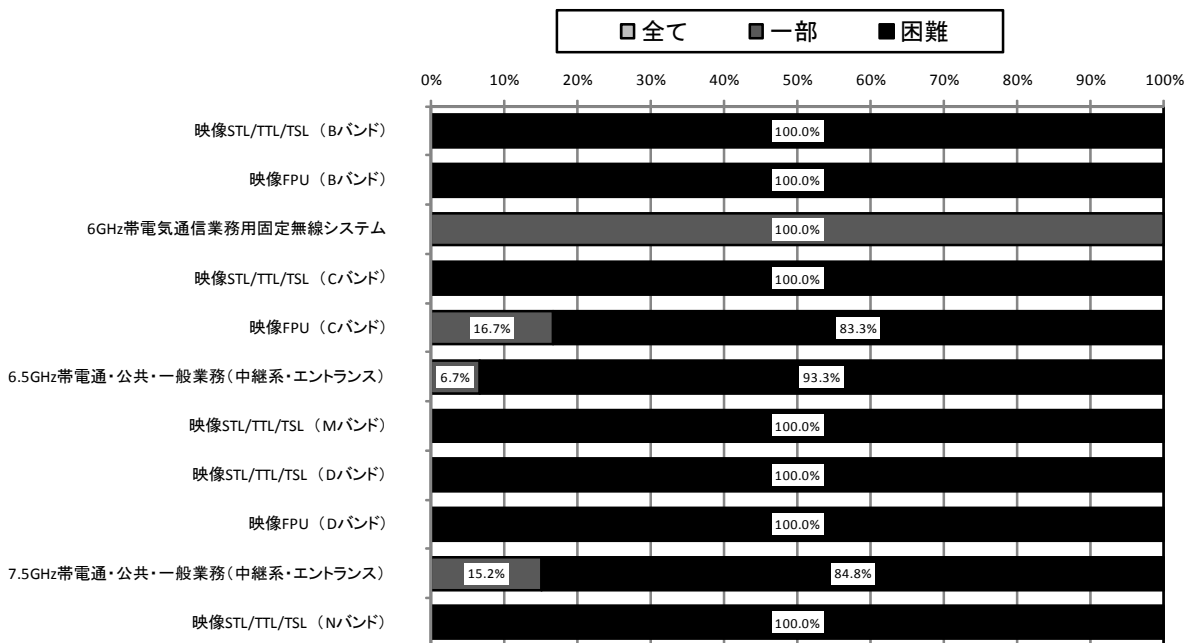 全て 一部 困難
0% 10% 20% 30% 40% 50% 60% 70% 80% 90% 100%
映像STL/TTL/TSL（Bバンド） 100.0%
映像FPU（Bバンド） 100.0%
6GHz帯電気通信業務用固定無線システム 100.0%
映像STL/TTL/TSL（Cバンド） 100.0%
映像FPU（Cバンド） 16.7% 83.3%
6.5GHz帯電通・公共・一般業務（中継系・エントランス） 6.7% 93.3%
映像STL/TTL/TSL（Mバンド） 100.0%
映像STL/TTL/TSL（Dバンド） 100.0%
映像FPU（Dバンド） 100.0%
7.5GHz帯電通・公共・一般業務（中継系・エントランス） 15.2% 84.8%
映像STL/TTL/TSL（Nバンド） 100.0%